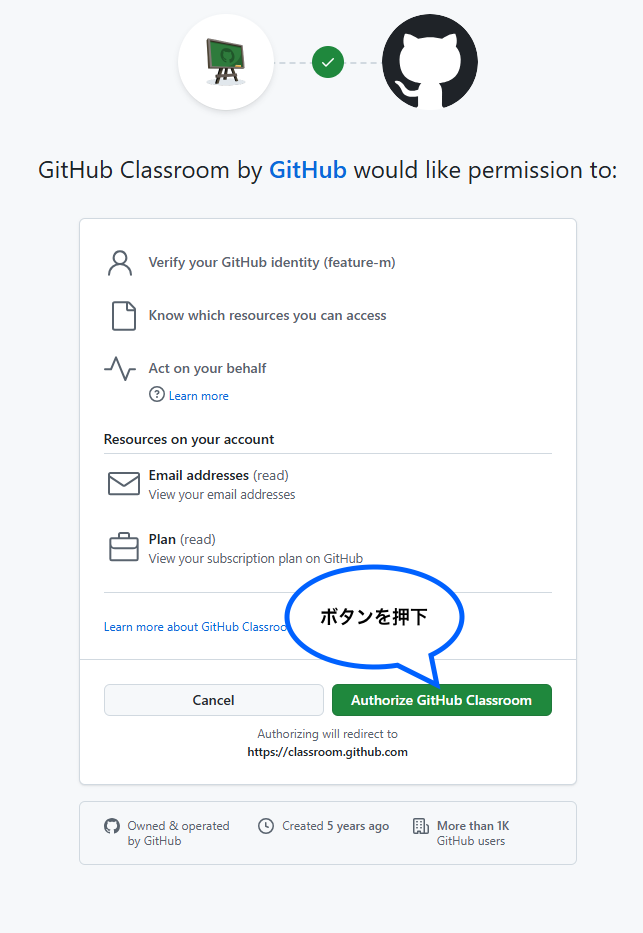 GitHub Classroom by GitHub would like permission to:
Verify your GitHub identity (feature-m)
Know which resources you can access
Act on your behalf
Learn more
Resources on your account
Email addresses (read)
View your email addresses
Plan (read)
View your subscription plan on GitHub
ボタンを押下
Learn more about GitHub
Cancel
Authorize GitHub Classroom
Authorizing will redirect to
https://classroom.github.com
Owned & operated
by GitHub
Created 5 years ago
More than 1K
GitHub users